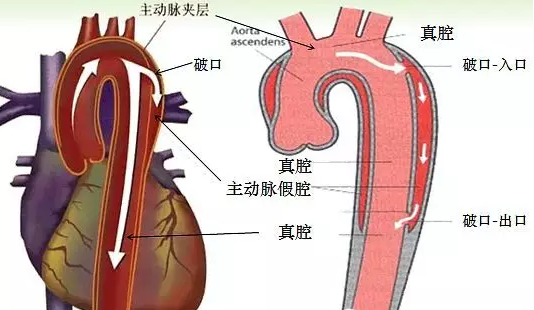 主动脉夹层
破口
主动脉假腔
真腔
Aorta
ascendens
真腔
破口-入口
真腔
破口-出口